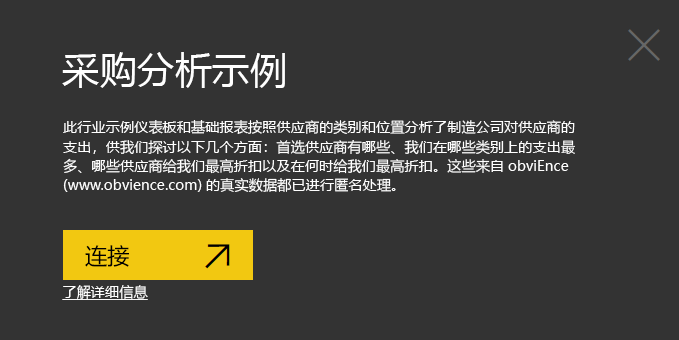 采购分析示例
此行业示例仪表板和基础报表按照供应商的类别和位置分析了制造公司对供应商的
支出，供我们探讨以下几个方面：首选供应商有哪些、我们在哪些类别上的支出最
多、哪些供应商给我们最高折扣以及在何时给我们最高折扣。这些来自 obviEnce
(www.obvience.com) 的真实数据都已进行匿名处理。
连接
了解详细信息